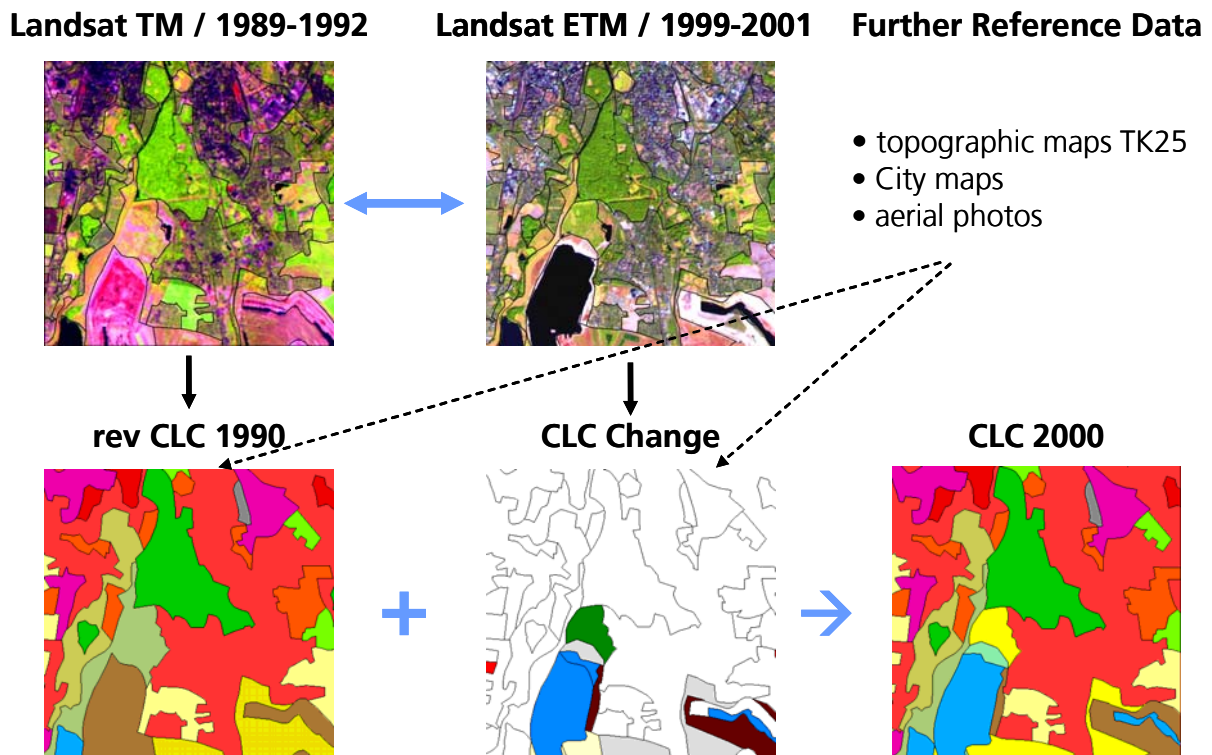 Landsat TM / 1989-1992
Landsat ETM / 1999-2001
Further Reference Data
• topographic maps TK25
• City maps
• aerial photos
rev CLC 1990
CLC Change
CLC 2000